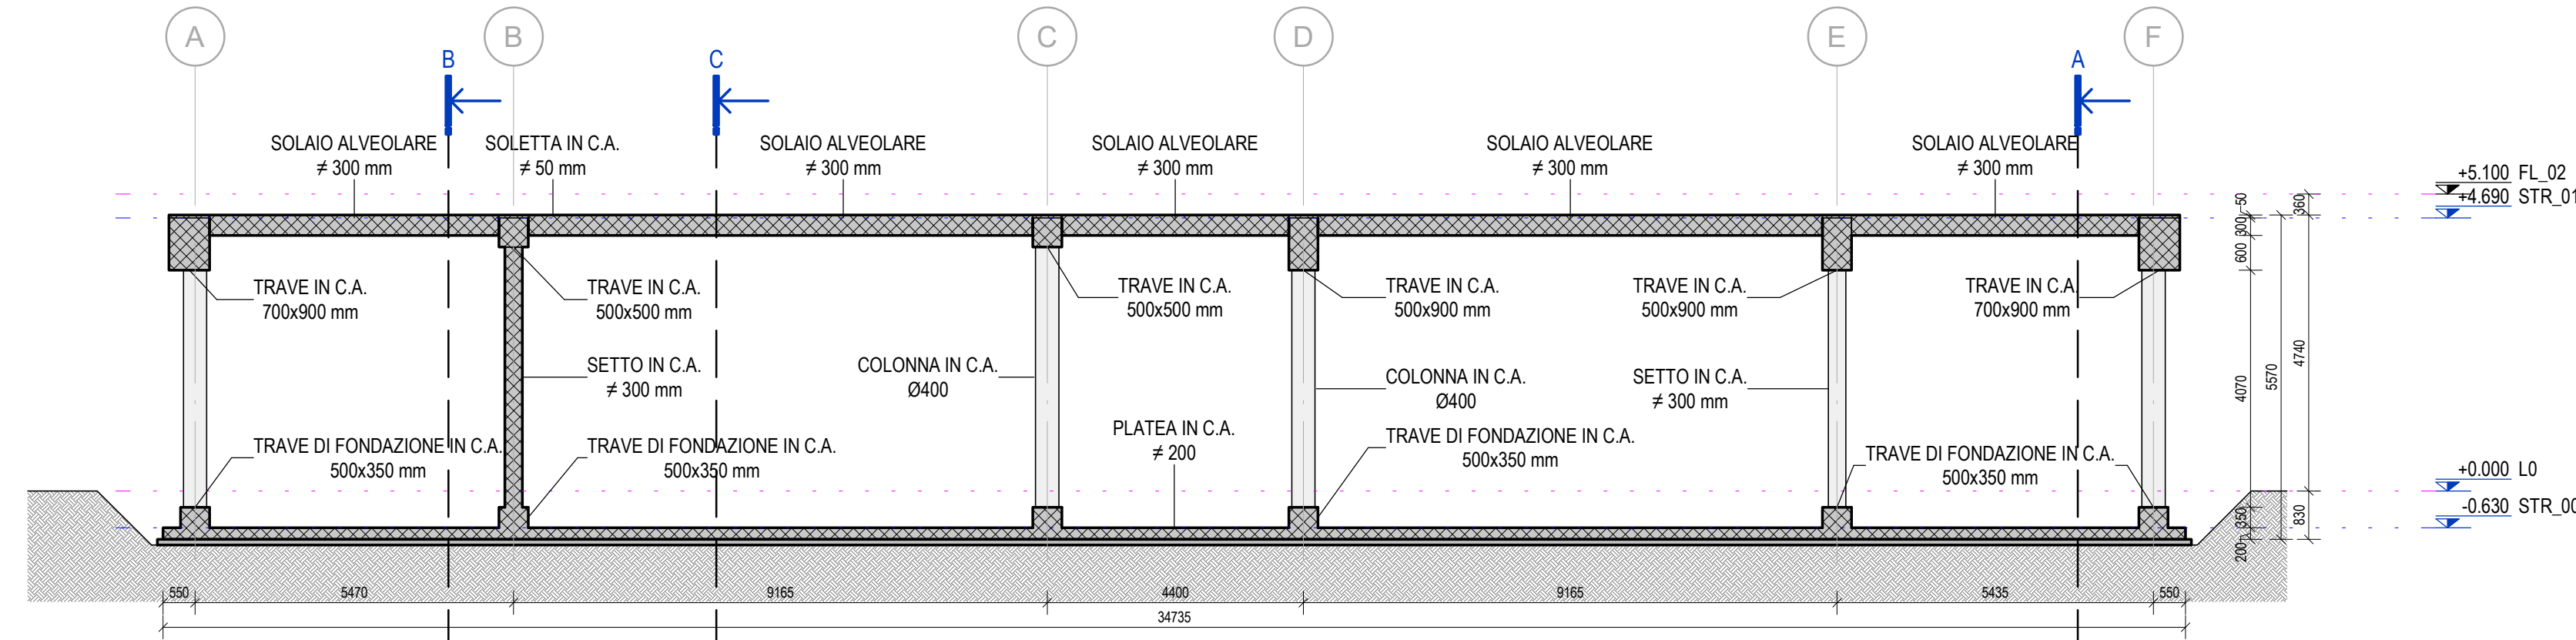 A
B
C
D
E
F
B
C
A
SOLAIO ALVEOLARE
≠ 300 mm
SOLETTA IN C.A.
≠ 50 mm
SOLAIO ALVEOLARE
≠ 300 mm
SOLAIO ALVEOLARE
≠ 300 mm
SOLAIO ALVEOLARE
≠ 300 mm
SOLAIO ALVEOLARE
≠ 300 mm
+5.100 FL_02
+4.690 STR_01
TRAVE IN C.A.
700x900 mm
TRAVE IN C.A.
500x500 mm
TRAVE IN C.A.
500x500 mm
TRAVE IN C.A.
500x900 mm
TRAVE IN C.A.
500x900 mm
TRAVE IN C.A.
700x900 mm
SETTO IN C.A.
≠ 300 mm
COLONNA IN C.A.
Ø400
COLONNA IN C.A.
Ø400
SETTO IN C.A.
≠ 300 mm
TRAVE DI FONDAZIONE IN C.A.
500x350 mm
TRAVE DI FONDAZIONE IN C.A.
500x350 mm
PLATEA IN C.A.
≠ 200
TRAVE DI FONDAZIONE IN C.A.
500x350 mm
TRAVE DI FONDAZIONE IN C.A.
500x350 mm
+0.000 L0
-0.630 STR_00
50
300
600
4070
350
200
5570
360
4740
830
550
5470
9165
4400
9165
5435
550
34735